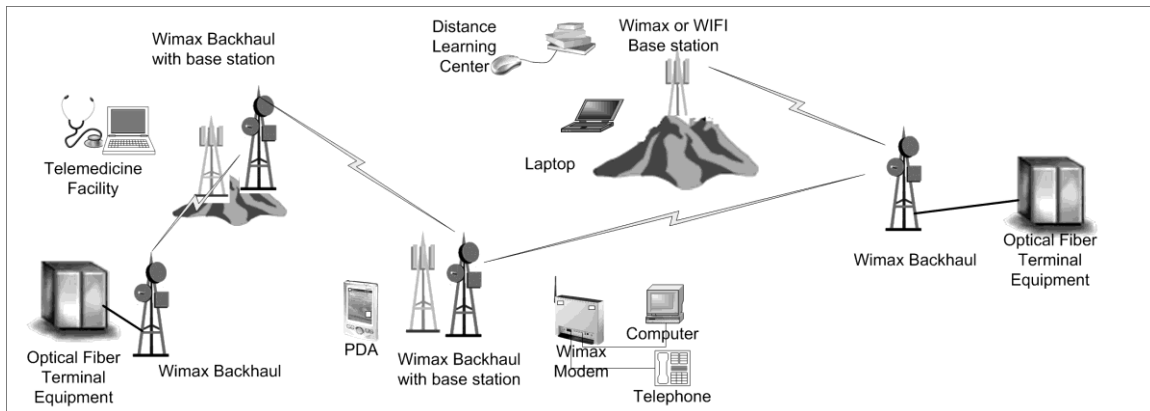 Wimax Backhaul
with base station
Distance
Learning
Center
Wimax or WIFI
Base station
Telemedicine
Facility
Laptop
Wimax Backhaul
Optical Fiber
Terminal
Equipment
Optical Fiber
Terminal
Equipment
Wimax Backhaul
PDA
Wimax Backhaul
with base station
Wimax
Modem
Computer
Telephone